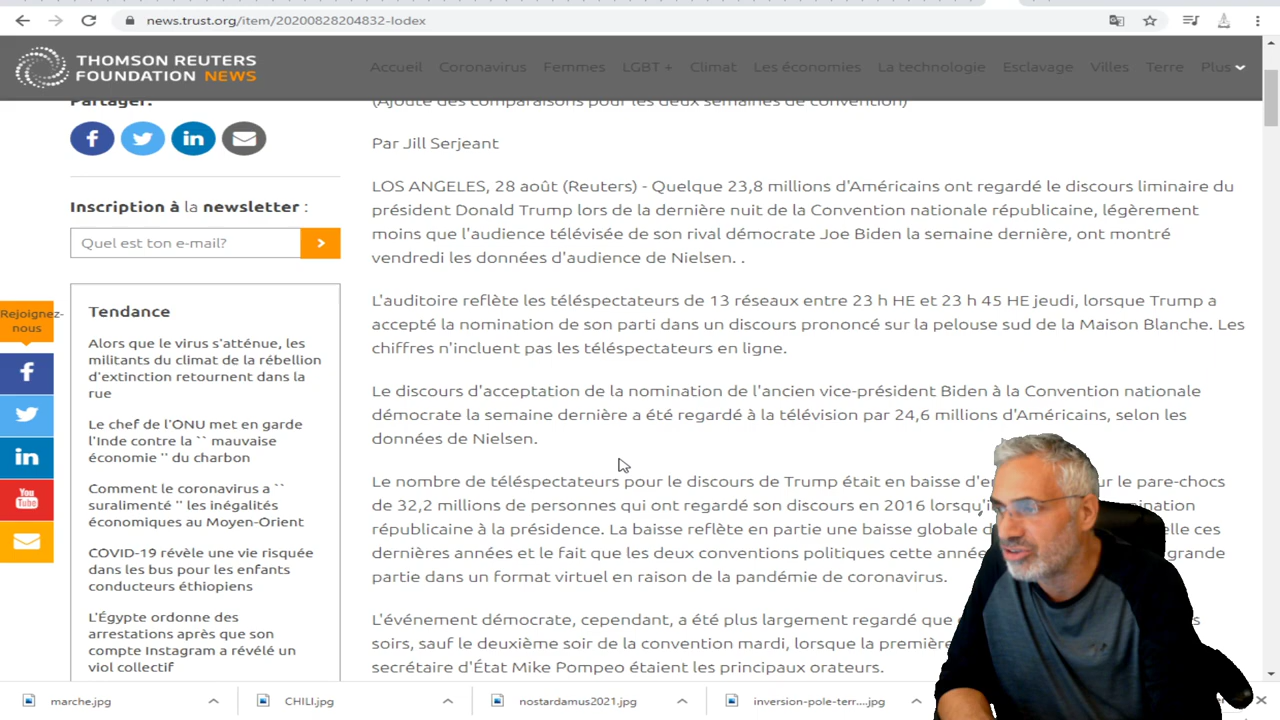 news.trust.org/item/20200828204832-lodex
THOMSON REUTERS
FOUNDATION NEWS
Accueil Coronavirus Femmes LGBT + Climat Les économies La technologie Esclavage Villes Terre Plus
Partager:
(Ajoute des comparaisons pour les deux semaines de convention)
Par Jill Serjeant
LOS ANGELES, 28 août (Reuters) - Quelque 23,8 millions d'Américains ont regardé le discours liminaire du
président Donald Trump lors de la dernière nuit de la Convention nationale républicaine, légèrement
moins que l'audience télévisée de son rival démocrate Joe Biden la semaine dernière, ont montré
vendredi les données d'audience de Nielsen. .
L'auditoire reflète les téléspectateurs de 13 réseaux entre 23 h HE et 23 h 45 HE jeudi, lorsque Trump a
accepté la nomination de son parti dans un discours prononcé sur la pelouse sud de la Maison Blanche. Les
chiffres n'incluent pas les téléspectateurs en ligne.
Le discours d'acceptation de la nomination de l'ancien vice-président Biden à la Convention nationale
démocrate la semaine dernière a été regardé à la télévision par 24,6 millions d'Américains, selon les
données de Nielsen.
Le nombre de téléspectateurs pour le discours de Trump était en baisse le pare-chocs
de 32,2 millions de personnes qui ont regardé son discours en 2016
républicaine à la présidence. La baisse reflète en partie une baisse globale ces
dernières années et le fait que les deux conventions politiques cette grande
partie dans un format virtuel en raison de la pandémie de coronavirus.
L'événement démocrate, cependant, a été plus largement regardé que
soirs, sauf le deuxième soir de la convention mardi, lorsque la
secrétaire d'État Mike Pompeo étaient les principaux orateurs.
Inscription à la newsletter :
Quel est ton e-mail?
Rejoignez-
nous
You
Tube
Tendance
Alors que le virus s'atténue, les
militants du climat de la rébellion
d'extinction retournent dans la
rue
Le chef de l'ONU met en garde
l'Inde contre la `` mauvaise
économie '' du charbon
Comment le coronavirus a ``
suralimenté '' les inégalités
économiques au Moyen-Orient
COVID-19 révèle une vie risquée
dans les bus pour les enfants
conducteurs éthiopiens
L'Égypte ordonne des
arrestations après que son
compte Instagram a révélé un
viol collectif
marche.jpg CHILI.jpg nostardamus2021.jpg inversion-pole-terr....jpg